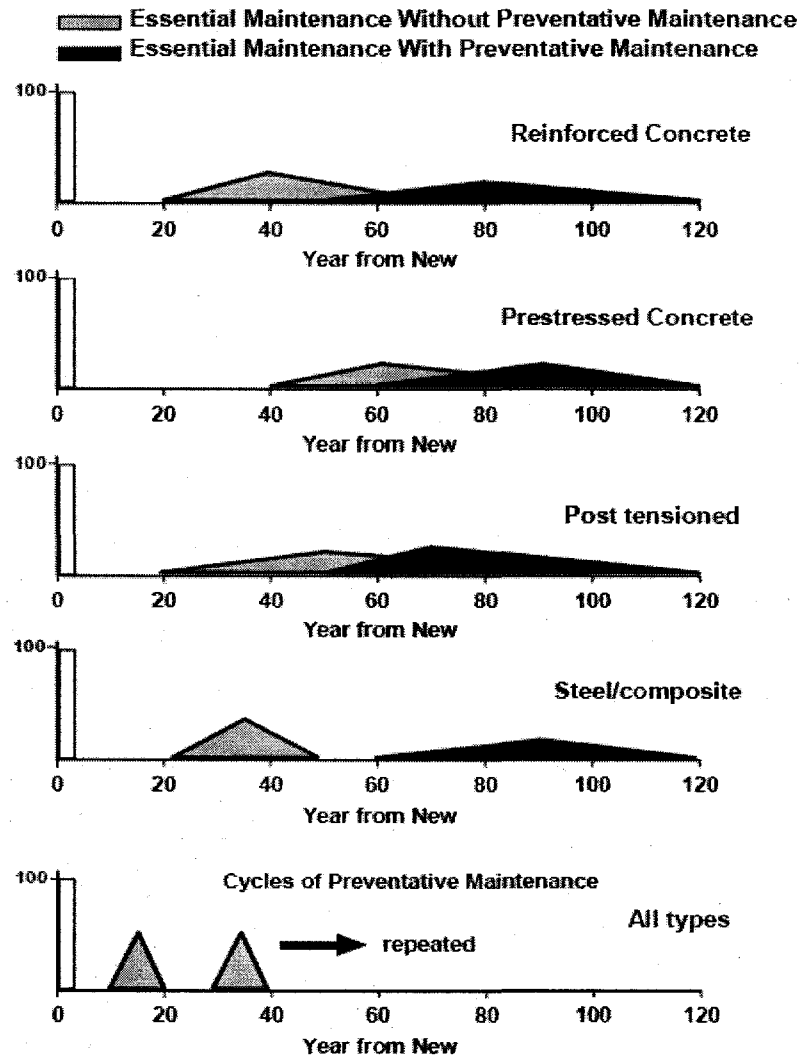 Essential Maintenance Without Preventative Maintenance
Essential Maintenance With Preventative Maintenance
100
Reinforced Concrete
0 20 40 60 80 100 120
Year from New
100
Prestressed Concrete
0 20 40 60 80 100 120
Year from New
100
Post tensioned
0 20 40 60 80 100 120
Year from New
100
Steel/composite
0 20 40 60 80 100 120
Year from New
100
Cycles of Preventative Maintenance
All types
repeated
0 20 40 60 80 100 120
Year from New